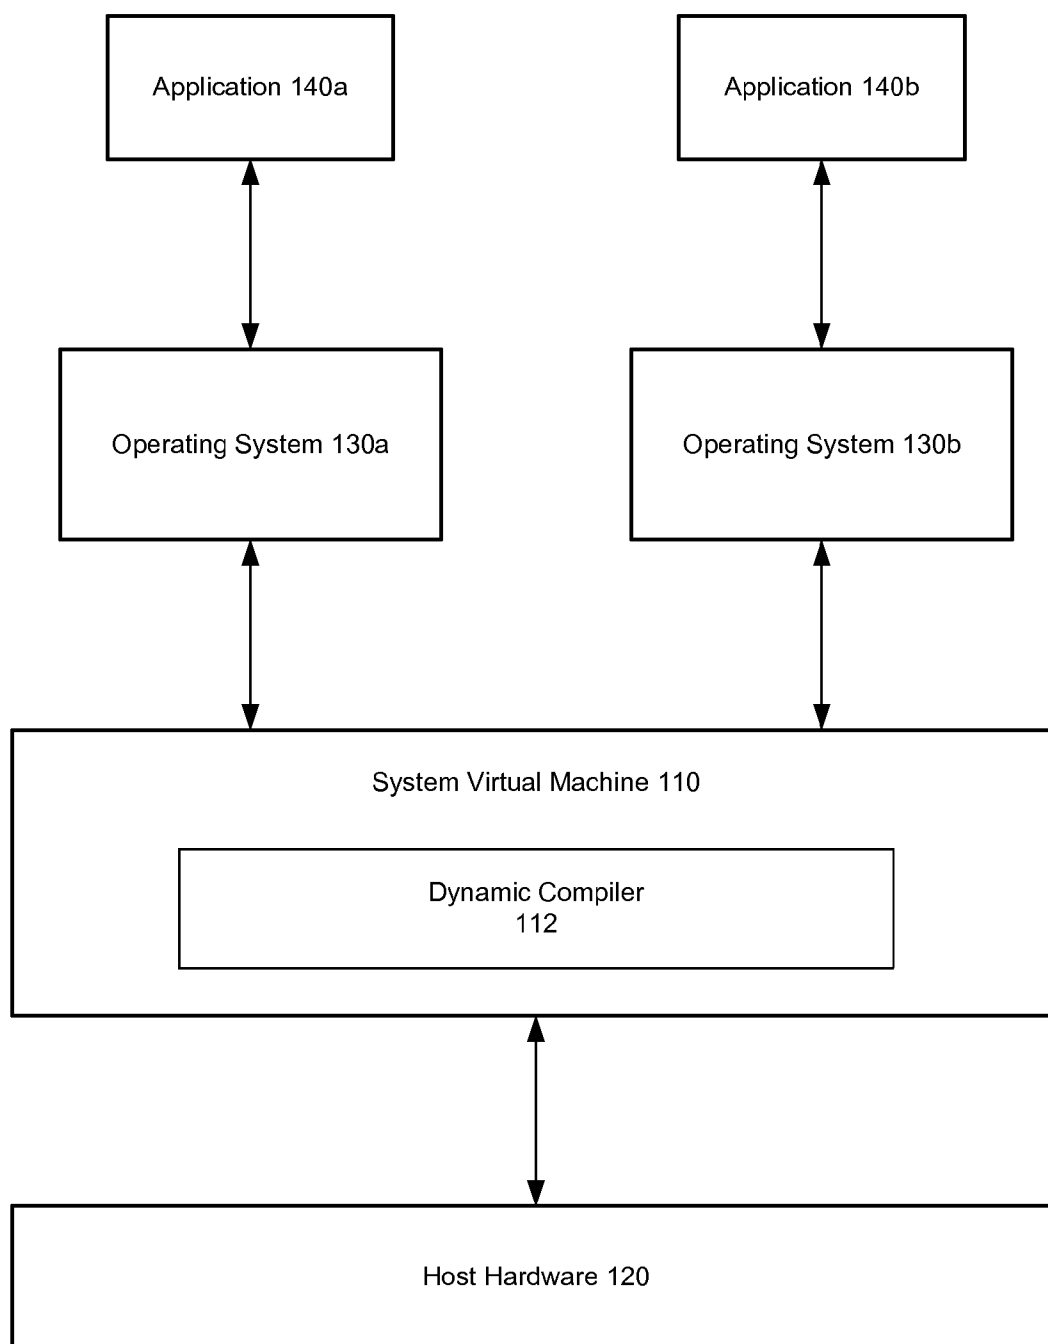 Application 140a
Application 140b
Operating System 130a
Operating System 130b
System Virtual Machine 110
Dynamic Compiler
112
Host Hardware 120